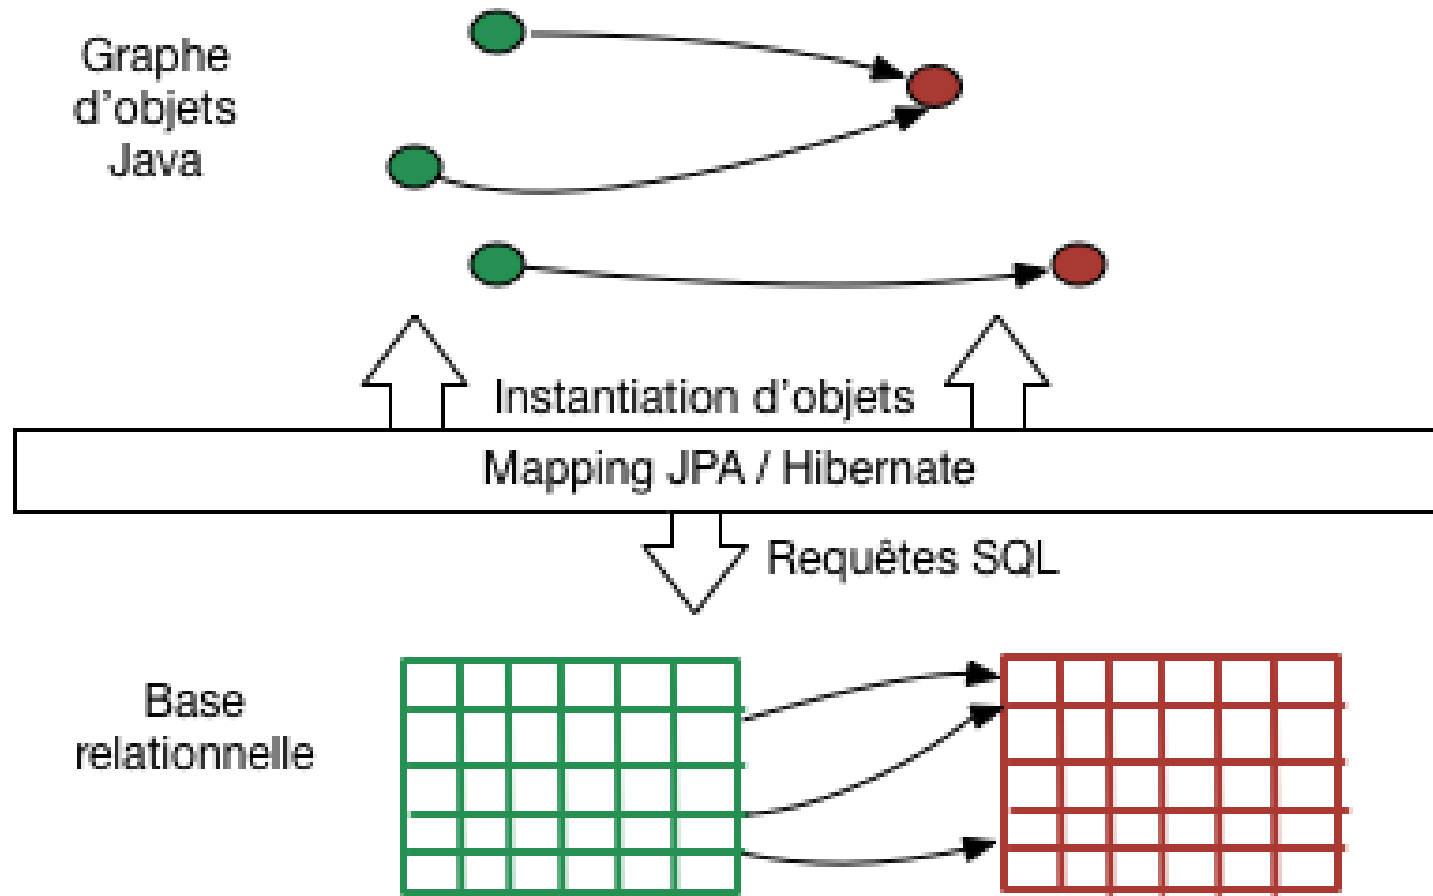 Graphe
d'objets
Java
Instantiation d'objets
Mapping JPA / Hibernate
Requêtes SQL
Base
relationnelle